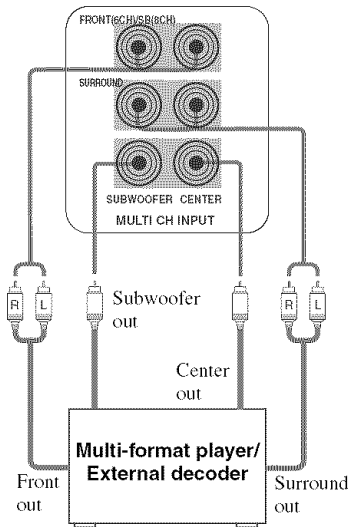 FRONT(6CH)/SB(8CH)
SURROUND
SUBWOOFER CENTER
MULTI CH INPUT
R L
Subwoofer
out
R L
Center
out
Multi-format player/
External decoder
Front
out
Surround
out